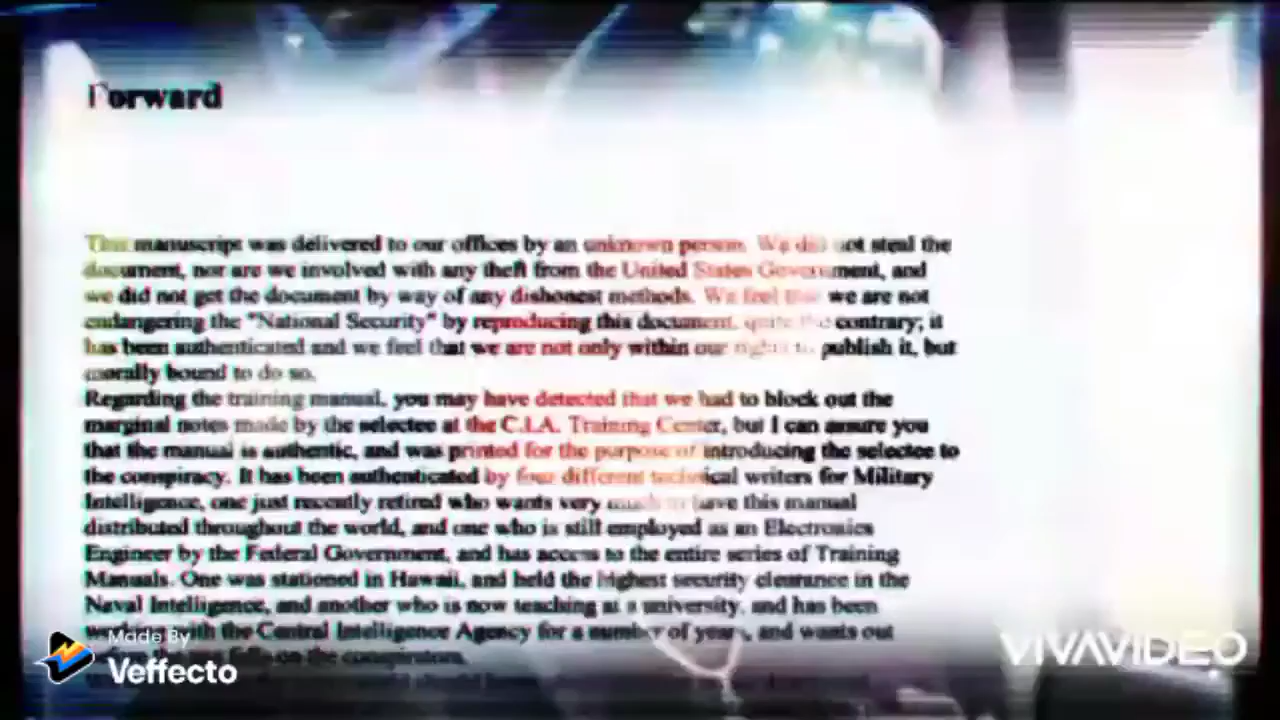 Forward
This manuscript was delivered to our offices by an unknown person. We did not steal the
document, nor are we involved with any theft from the United States Government, and
we did not get the document by way of any dishonest methods. We feel that we are not
endangering the "National Security" by reproducing this document, quite the contrary; it
has been authenticated and we feel that we are not only within our rights to publish it, but
morally bound to do so.
Regarding the training manual, you may have detected that we had to block out the
marginal notes made by the selectee at the C.I.A. Training Center, but I can assure you
that the manual is authentic, and was printed for the purpose of introducing the selectee to
the conspiracy. It has been authenticated by four different technical writers for Military
Intelligence, one just recently retired who wants very much to have this manual
distributed throughout the world, and one who is still employed as an Electronics
Engineer by the Federal Government, and has access to the entire series of Training
Manuals. One was stationed in Hawaii, and held the highest security clearance in the
Naval Intelligence, and another who is now teaching at a university, and has been
working with the Central Intelligence Agency for a number of years, and wants out
before the axe falls on the conspirators.
Made By
Veffecto
VIVAVIDEO